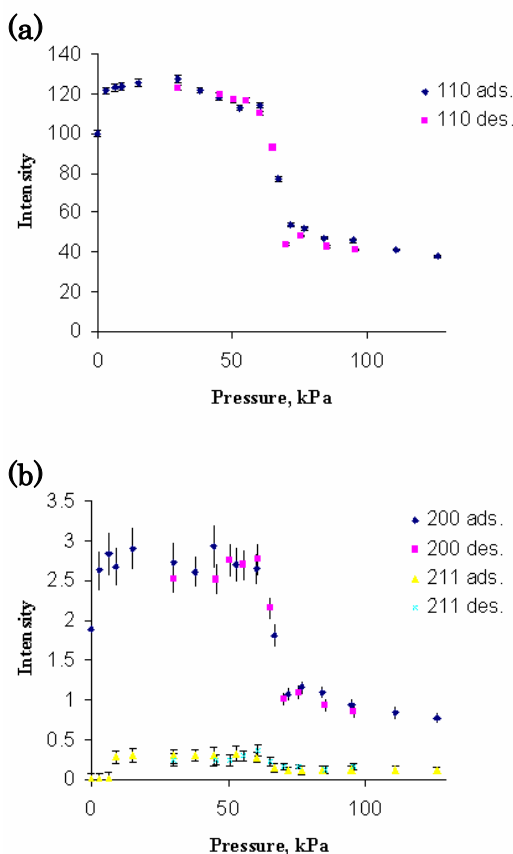 (a)
140
120
100
80
60
40
20
0
Intensity
0 50 100
Pressure, kPa
110 ads.
110 des.
(b)
3.5
3
2.5
2
1.5
1
0.5
0
Intensity
0 50 100
Pressure, kPa
200 ads.
200 des.
211 ads.
211 des.